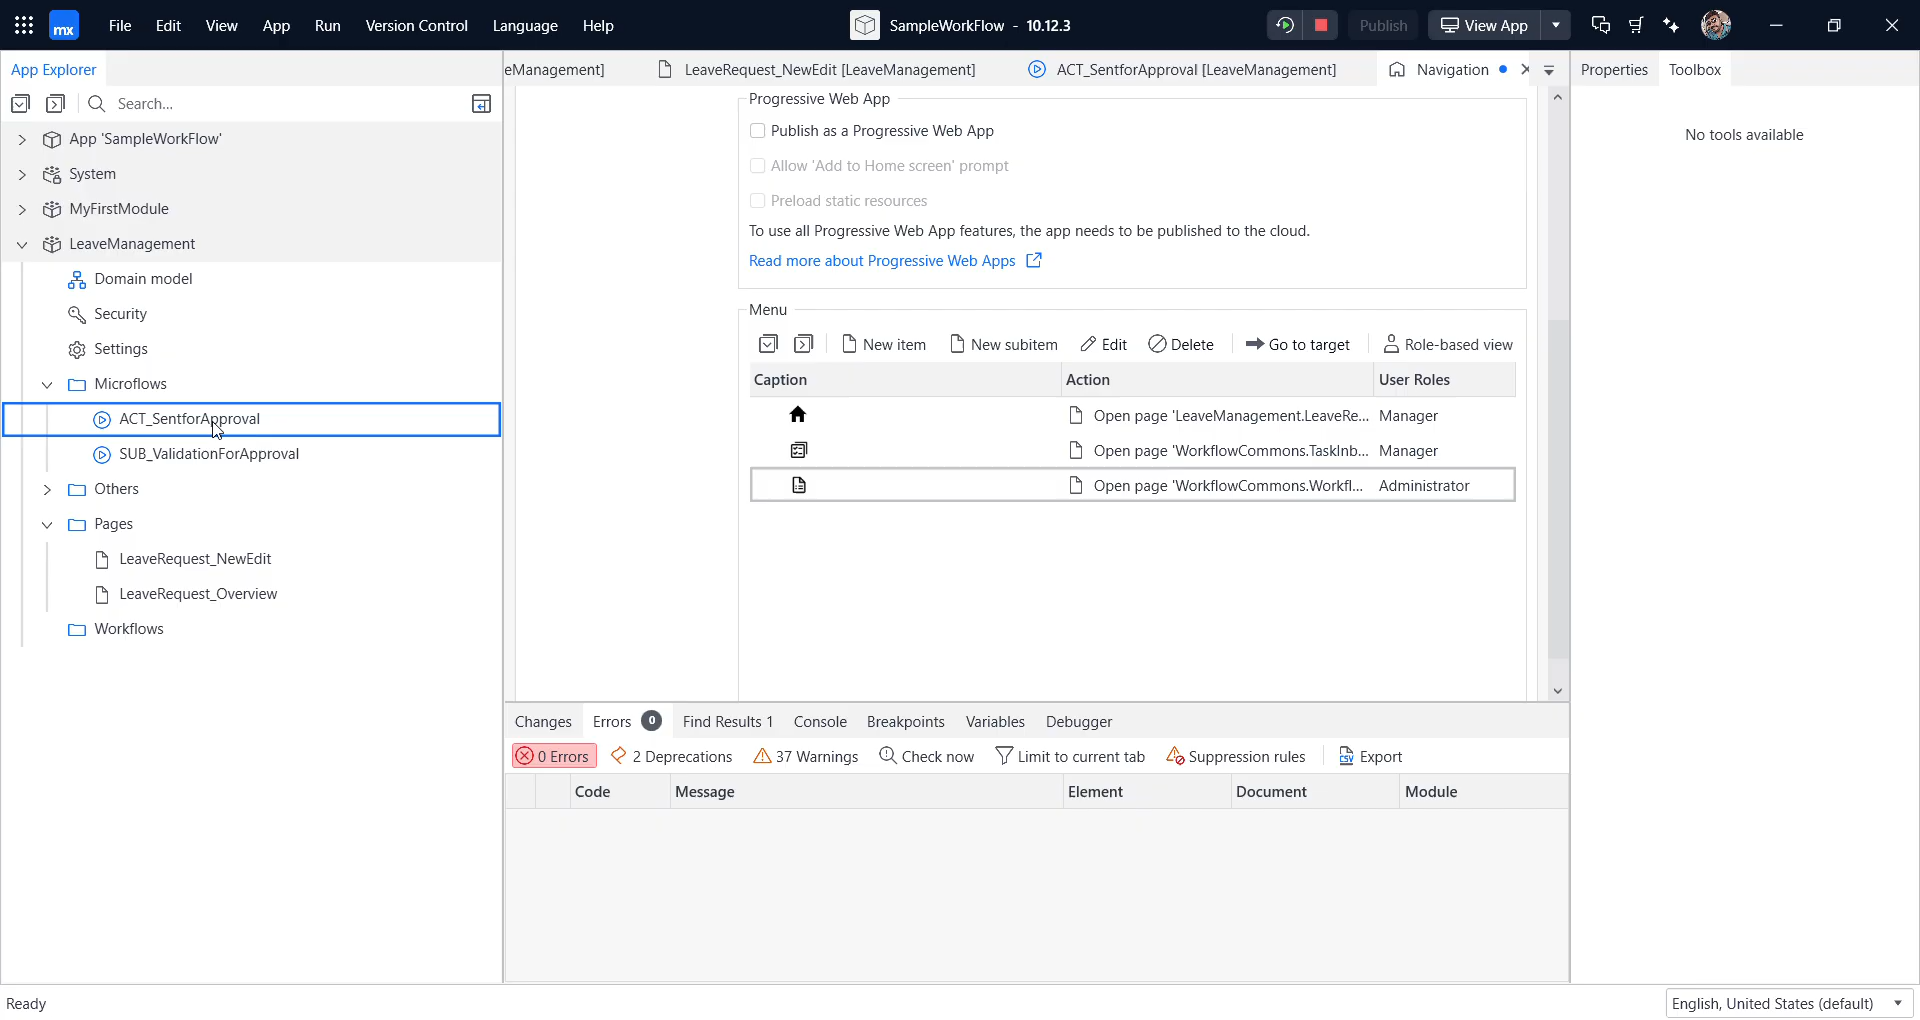 mx File Edit View App Run Version Control Language Help SampleWorkFlow - 10.12.3 Publish View App
App Explorer
eManagement] LeaveRequest_NewEdit [LeaveManagement] ACT_SentforApproval [LeaveManagement] Navigation
Properties Toolbox
Search...
No tools available
App 'SampleWorkFlow'
System
MyFirstModule
LeaveManagement
Domain model
Security
Settings
Microflows
ACT_SentforApproval
SUB_ValidationForApproval
Others
Pages
LeaveRequest_NewEdit
LeaveRequest_Overview
Workflows
Progressive Web App
Publish as a Progressive Web App
Allow 'Add to Home screen' prompt
Preload static resources
To use all Progressive Web App features, the app needs to be published to the cloud.
Read more about Progressive Web Apps
Menu
New item New subitem Edit Delete Go to target Role-based view
Caption Action User Roles
Open page 'LeaveManagement.LeaveRe... Manager
Open page 'WorkflowCommons.TaskInb... Manager
Open page 'WorkflowCommons.Workfl... Administrator
Changes Errors 0 Find Results 1 Console Breakpoints Variables Debugger
0 Errors 2 Deprecations 37 Warnings Check now Limit to current tab Suppression rules CSV Export
Code Message Element Document Module
Ready
English, United States (default)